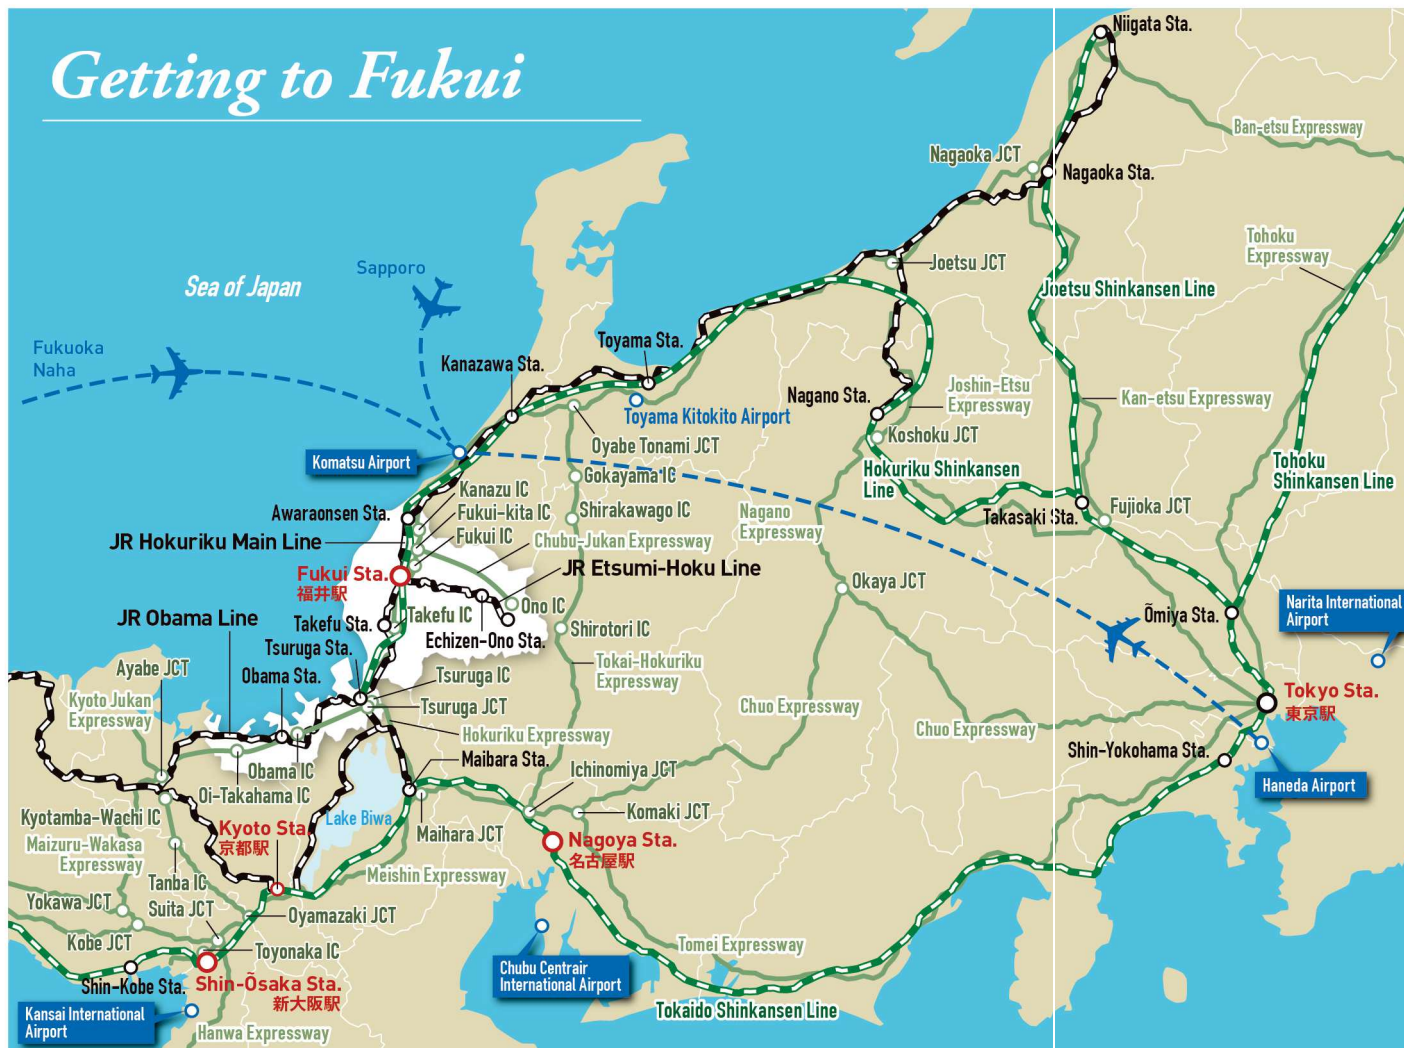 Getting to Fukui
Niigata Sta.
Ban-etsu Expressway
Nagaoka JCT
Nagaoka Sta.
Tohoku
Expressway
Joetsu JCT
Sapporo
Sea of Japan
Joetsu Shinkansen Line
Fukuoka
Naha
Toyama Sta.
Kanazawa Sta.
Nagano Sta.
Joshin-Etsu
Expressway
Kan-etsu Expressway
Toyama Kitokito Airport
Koshoku JCT
Oyabe Tonami JCT
Komatsu Airport
Hokuriku Shinkansen
Line
Tohoku
Shinkansen Line
Gokayama IC
Kanazu IC
Awaraonsen Sta.
Fukui-kita IC
Shirakawago IC
Nagano
Expressway
Takasaki Sta.
Fujioka JCT
JR Hokuriku Main Line
Fukui IC
Chubu-Jukan Expressway
Fukui Sta.
福井駅
JR Etsumi-Hoku Line
Okaya JCT
Ono IC
Narita International
Airport
JR Obama Line
Takefu IC
Takefu Sta.
Echizen-Ono Sta.
Shirotori IC
Ōmiya Sta.
Tsuruga Sta.
Ayabe JCT
Obama Sta.
Tsuruga IC
Tokai-Hokuriku
Expressway
Kyoto Jukan
Expressway
Tsuruga JCT
Chuo Expressway
Tokyo Sta.
東京駅
Hokuriku Expressway
Chuo Expressway
Obama IC
Maibara Sta.
Shin-Yokohama Sta.
Oi-Takahama IC
Ichinomiya JCT
Haneda Airport
Kyotamba-Wachi IC
Lake Biwa
Komaki JCT
Kyoto Sta.
京都駅
Maihara JCT
Nagoya Sta.
名古屋駅
Maizuru-Wakasa
Expressway
Tanba IC
Meishin Expressway
Yokawa JCT
Suita JCT
Oyamazaki JCT
Kobe JCT
Toyonaka IC
Tomei Expressway
Shin-Kobe Sta.
Shin-Ōsaka Sta.
新大阪駅
Chubu Centrair
International Airport
Tokaido Shinkansen Line
Kansai International
Airport
Hanwa Expressway